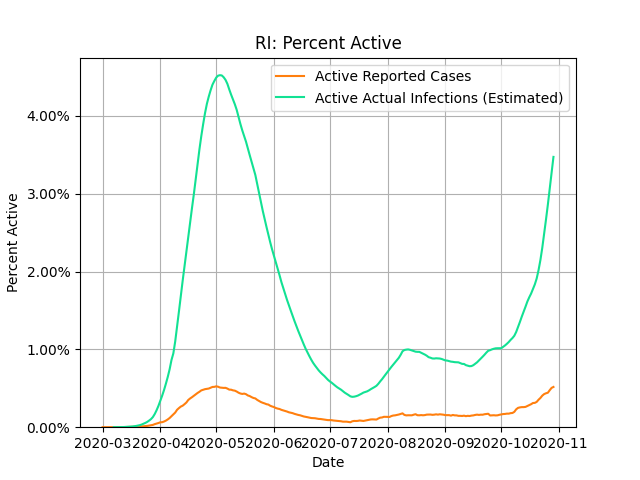 RI: Percent Active
Active Reported Cases
Active Actual Infections (Estimated)
Percent Active
4.00%
3.00%
2.00%
1.00%
0.00%
2020-03 2020-04 2020-05 2020-06 2020-07 2020-08 2020-09 2020-10 2020-11
Date